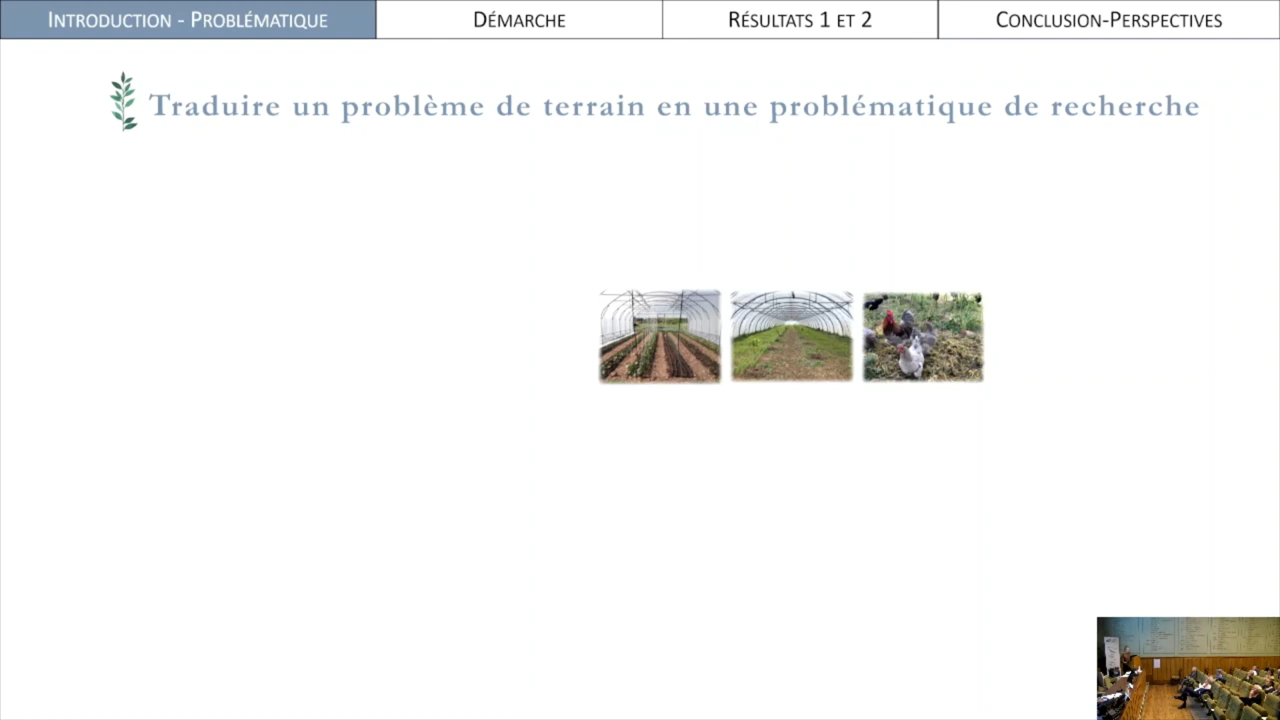 Introduction - Problématique
Démarche
Résultats 1 et 2
Conclusion-Perspectives
Traduire un problème de terrain en une problématique de recherche